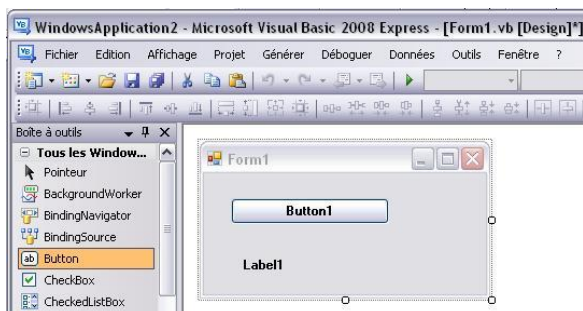 WindowsApplication2 - Microsoft Visual Basic 2008 Express - [Form1.vb [Design]*]
Fichier Edition Affichage Projet Générer Déboguer Données Outils Fenêtre ?
Boîte à outils
Tous les Window...
Pointeur
BackgroundWorker
BindingNavigator
BindingSource
Button
CheckBox
CheckedListBox
Form1
Button1
Label1